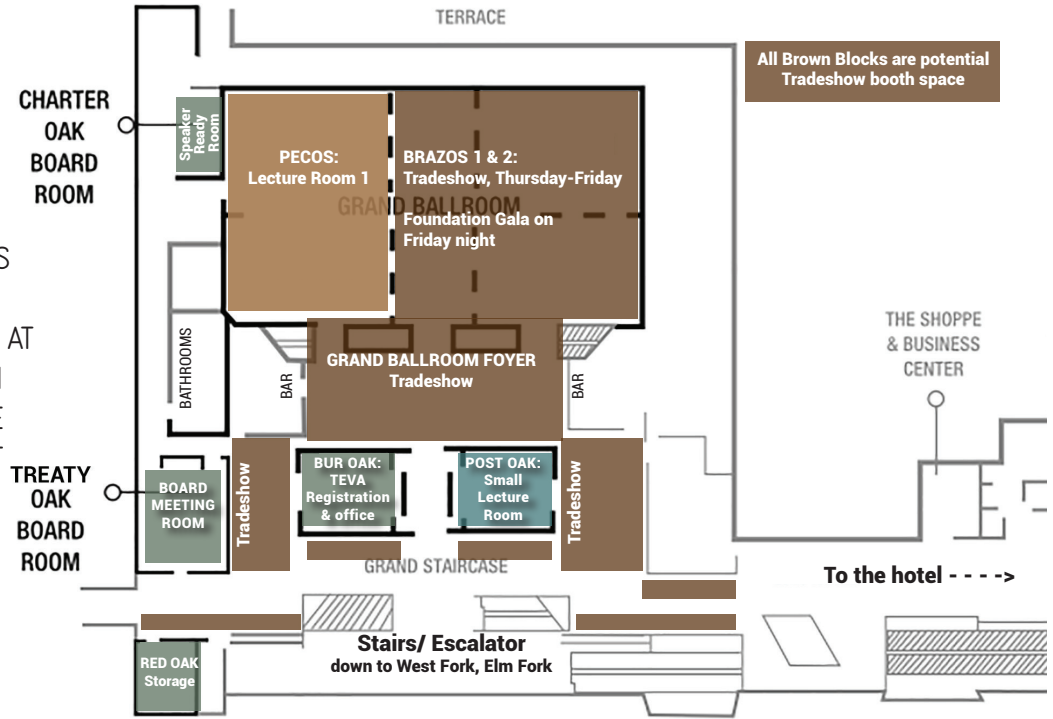 TERRACE
All Brown Blocks are potential
Tradeshow booth space
CHARTER
OAK
BOARD
ROOM
Speaker
Ready
Room
PECOS:
Lecture Room 1
BRAZOS 1 & 2:
Tradeshow, Thursday-Friday
GRAND BALLROOM
Foundation Gala on
Friday night
S
AT
BATHROOMS
BAR
GRAND BALLROOM FOYER
Tradeshow
BAR
THE SHOPPE
& BUSINESS
CENTER
TREATY
OAK
BOARD
ROOM
BOARD
MEETING
ROOM
Tradeshow
BUR OAK:
TEVA
Registration
& office
POST OAK:
Small
Lecture
Room
Tradeshow
GRAND STAIRCASE
To the hotel - - - ->
Stairs/ Escalator
down to West Fork, Elm Fork
RED OAK
Storage